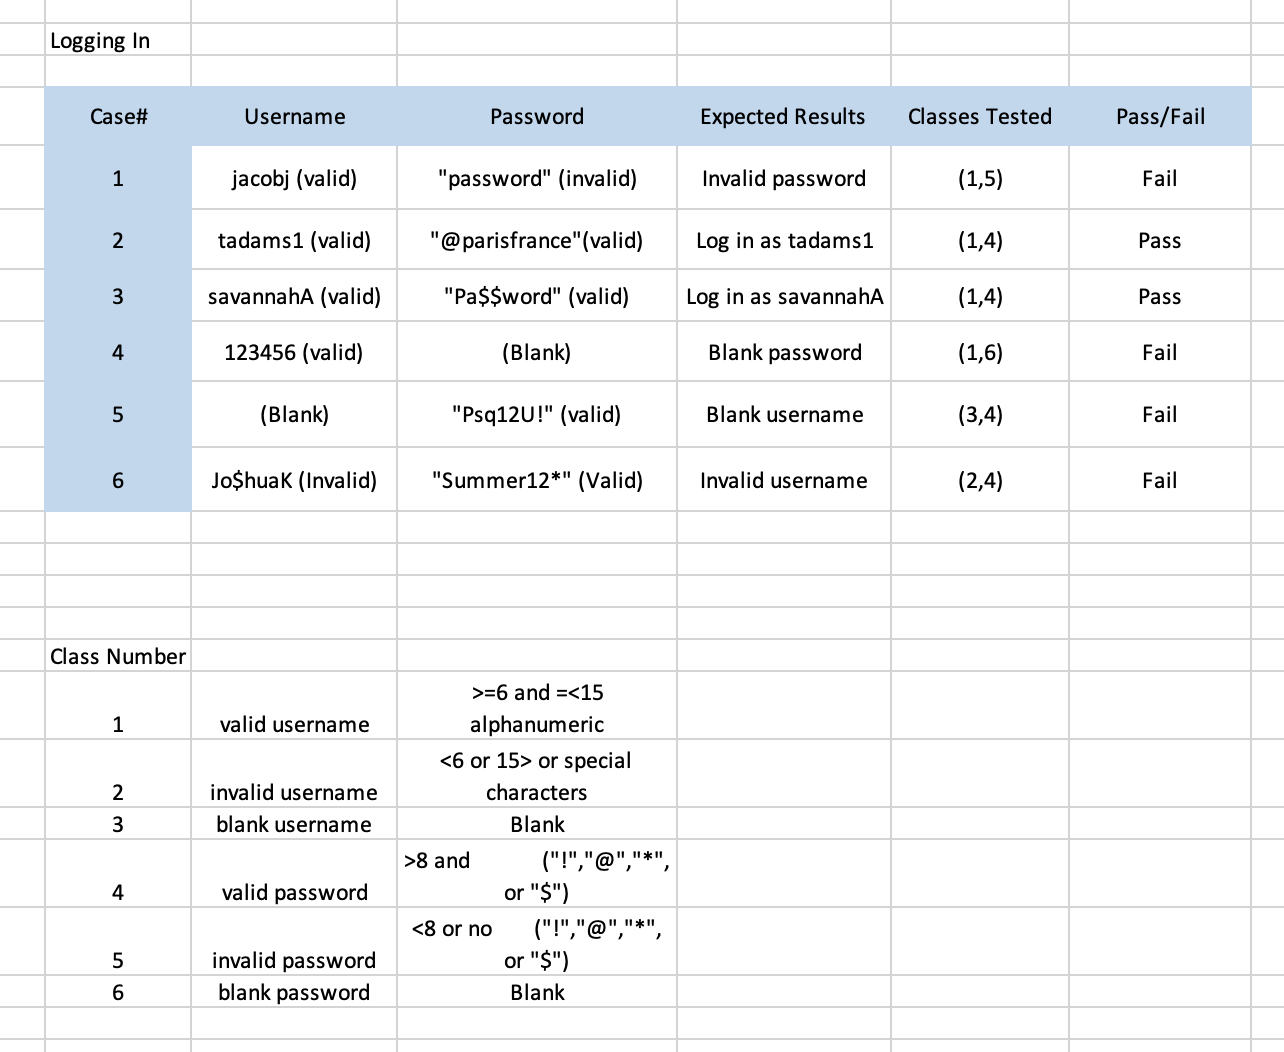 Logging In
Case# Username Password Expected Results Classes Tested Pass/Fail
1 jacobj (valid) "password" (invalid) Invalid password (1,5) Fail
2 tadams1 (valid) "@parisfrance"(valid) Log in as tadams1 (1,4) Pass
3 savannahA (valid) "Pa$$word" (valid) Log in as savannahA (1,4) Pass
4 123456 (valid) (Blank) Blank password (1,6) Fail
5 (Blank) "Psq12U!" (valid) Blank username (3,4) Fail
6 Jo$huaK (Invalid) "Summer12*" (Valid) Invalid username (2,4) Fail
Class Number
>=6 and =<15
1 valid username alphanumeric
<6 or 15> or special
2 invalid username characters
3 blank username Blank
>8 and ("!","@","*",
4 valid password or "$")
<8 or no ("!","@","*",
5 invalid password or "$")
6 blank password Blank